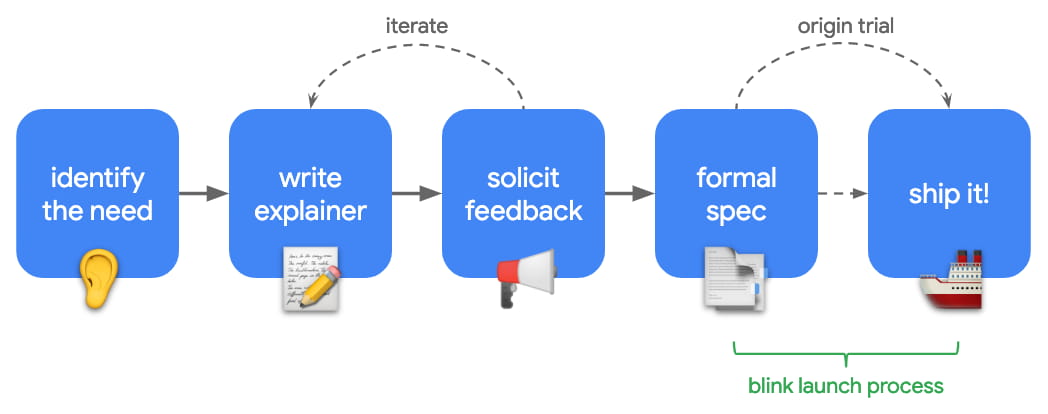 iterate
origin trial
identify
the need
write
explainer
solicit
feedback
formal
spec
ship it!
blink launch process